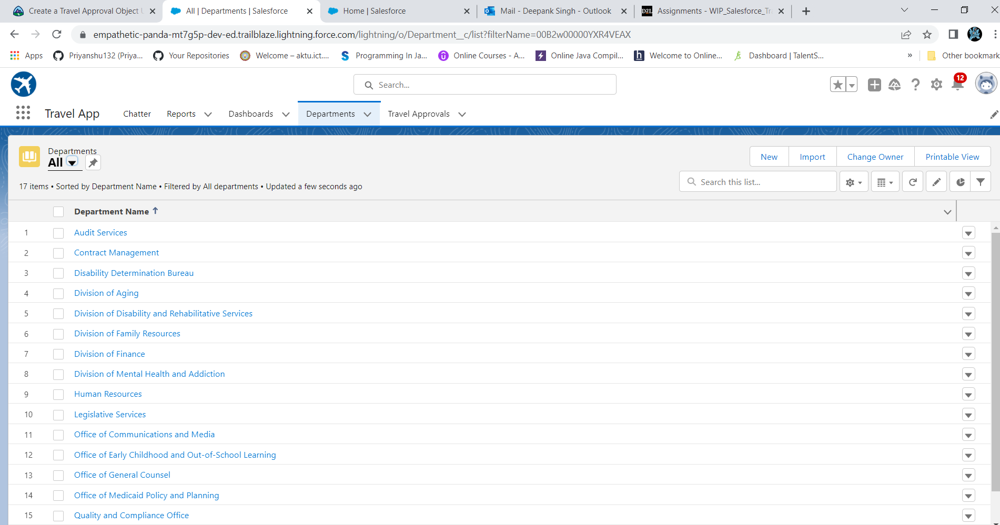 Create a Travel Approval Object U
All | Departments | Salesforce
Home | Salesforce
Mail - Deepank Singh - Outlook
D2L Assignments - WIP_Salesforce_Tra
empathetic-panda-mt7g5p-dev-ed.trailblaze.lightning.force.com/lightning/o/Department__c/list?filterName=00B2w00000YXR4VEAX
Apps
Priyanshu132 (Priya...
Your Repositories
Welcome – aktu.ict....
Programming In Ja...
Online Courses - A...
Online Java Compil...
Welcome to Online...
Dashboard | TalentS...
»
Other bookmark
Search...
12
Travel App
Chatter
Reports
Dashboards
Departments
Travel Approvals
Departments
All
New
Import
Change Owner
Printable View
17 items • Sorted by Department Name • Filtered by All departments • Updated a few seconds ago
Search this list...
Department Name ↑
1 Audit Services
2 Contract Management
3 Disability Determination Bureau
4 Division of Aging
5 Division of Disability and Rehabilitative Services
6 Division of Family Resources
7 Division of Finance
8 Division of Mental Health and Addiction
9 Human Resources
10 Legislative Services
11 Office of Communications and Media
12 Office of Early Childhood and Out-of-School Learning
13 Office of General Counsel
14 Office of Medicaid Policy and Planning
15 Quality and Compliance Office